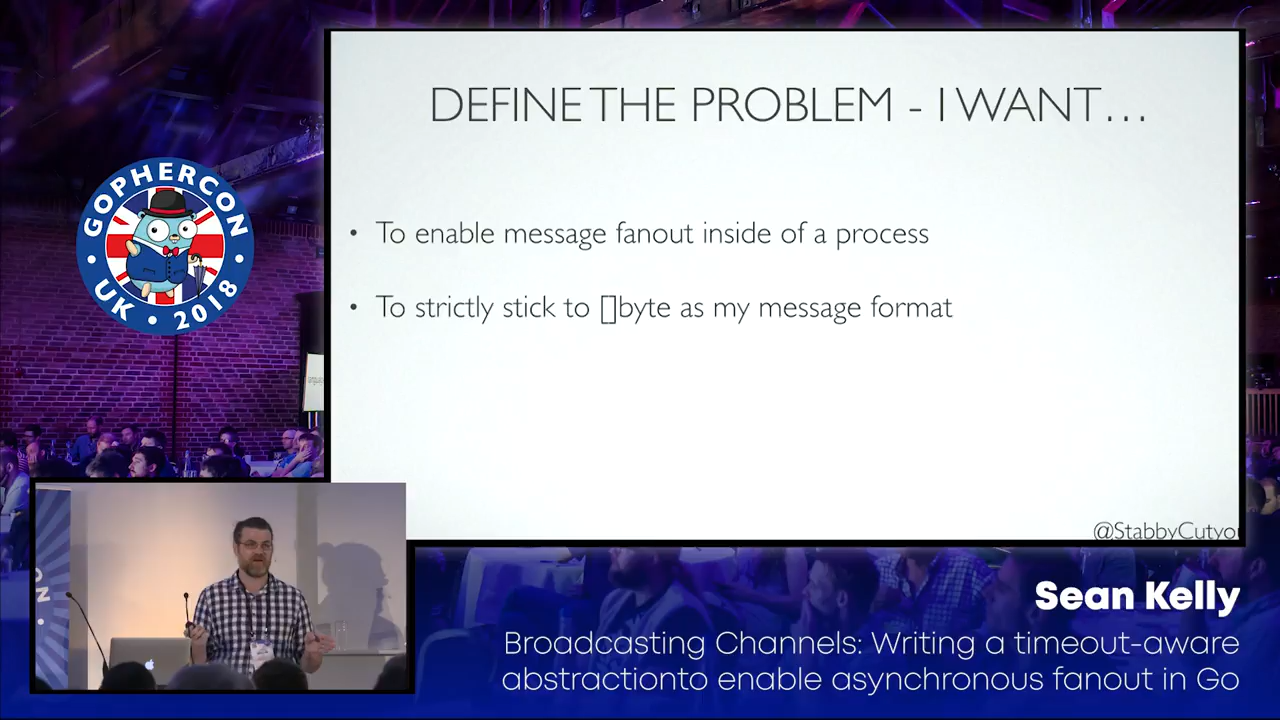 DEFINE THE PROBLEM - I WANT…
• To enable message fanout inside of a process
• To strictly stick to []byte as my message format
@StabbyCutyou
GOPHERCON
• UK • 2018 •
Sean Kelly
Broadcasting Channels: Writing a timeout-aware
abstractionto enable asynchronous fanout in Go